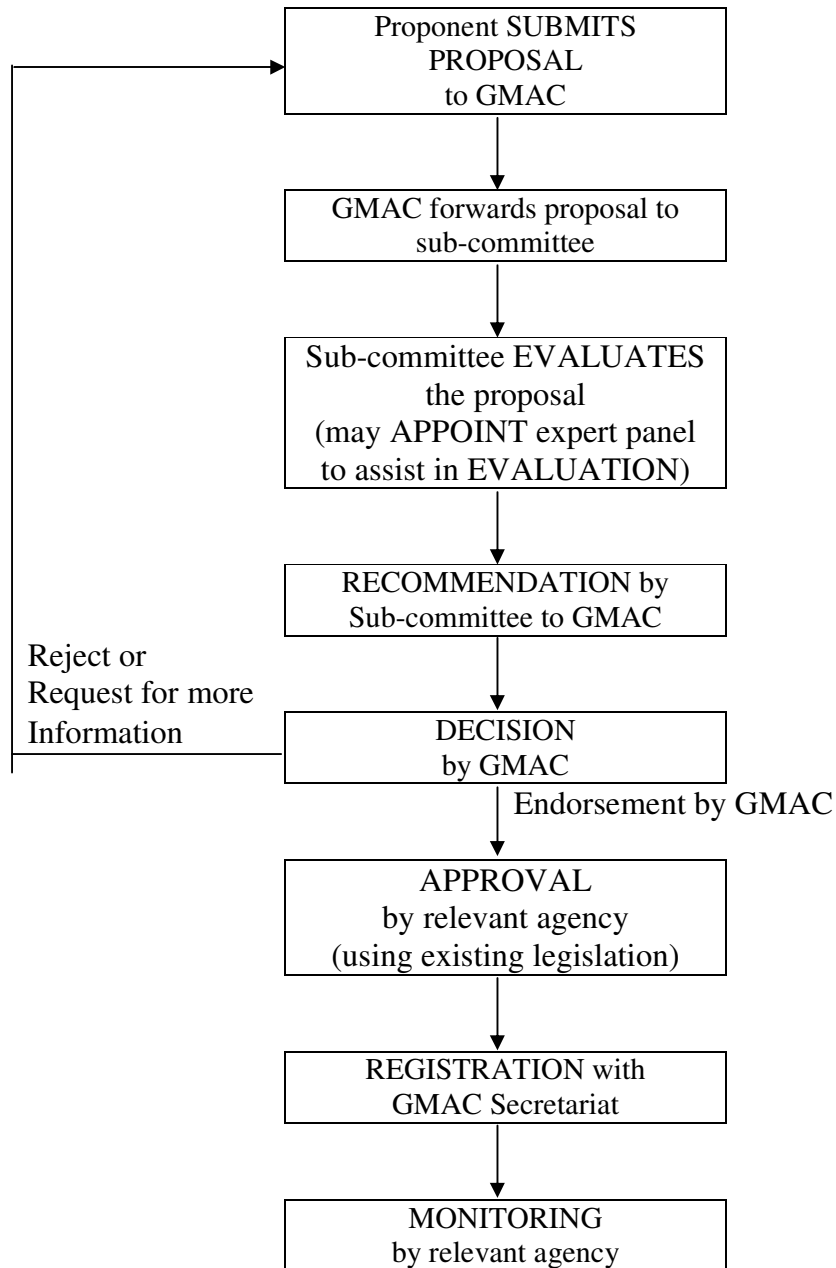 Proponent SUBMITS
PROPOSAL
to GMAC
GMAC forwards proposal to
sub-committee
Sub-committee EVALUATES
the proposal
(may APPOINT expert panel
to assist in EVALUATION)
RECOMMENDATION by
Sub-committee to GMAC
Reject or
Request for more
Information
DECISION
by GMAC
Endorsement by GMAC
APPROVAL
by relevant agency
(using existing legislation)
REGISTRATION with
GMAC Secretariat
MONITORING
by relevant agency